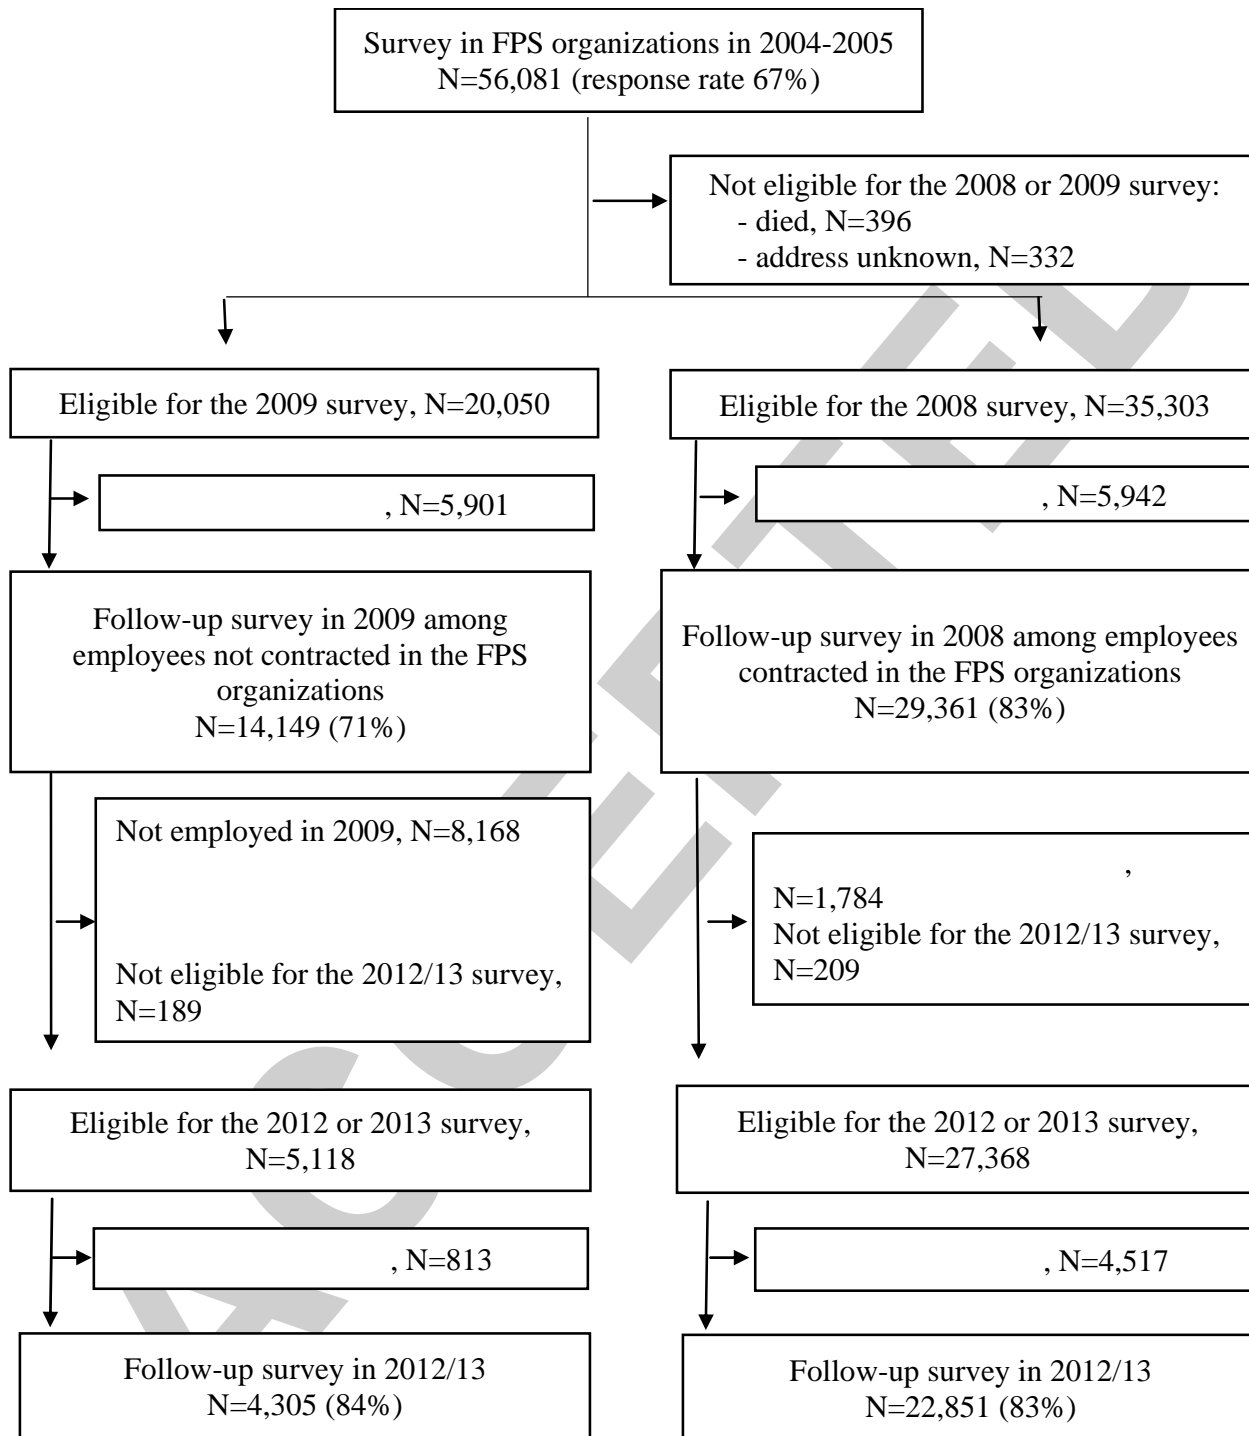 Survey in FPS organizations in 2004-2005
N=56,081 (response rate 67%)
Not eligible for the 2008 or 2009 survey:
- died, N=396
- address unknown, N=332
Eligible for the 2009 survey, N=20,050
Eligible for the 2008 survey, N=35,303
, N=5,901
, N=5,942
Follow-up survey in 2009 among
employees not contracted in the FPS
organizations
N=14,149 (71%)
Follow-up survey in 2008 among employees
contracted in the FPS organizations
N=29,361 (83%)
Not employed in 2009, N=8,168
Not eligible for the 2012/13 survey,
N=189
,
N=1,784
Not eligible for the 2012/13 survey,
N=209
Eligible for the 2012 or 2013 survey,
N=5,118
Eligible for the 2012 or 2013 survey,
N=27,368
, N=813
, N=4,517
Follow-up survey in 2012/13
N=4,305 (84%)
Follow-up survey in 2012/13
N=22,851 (83%)